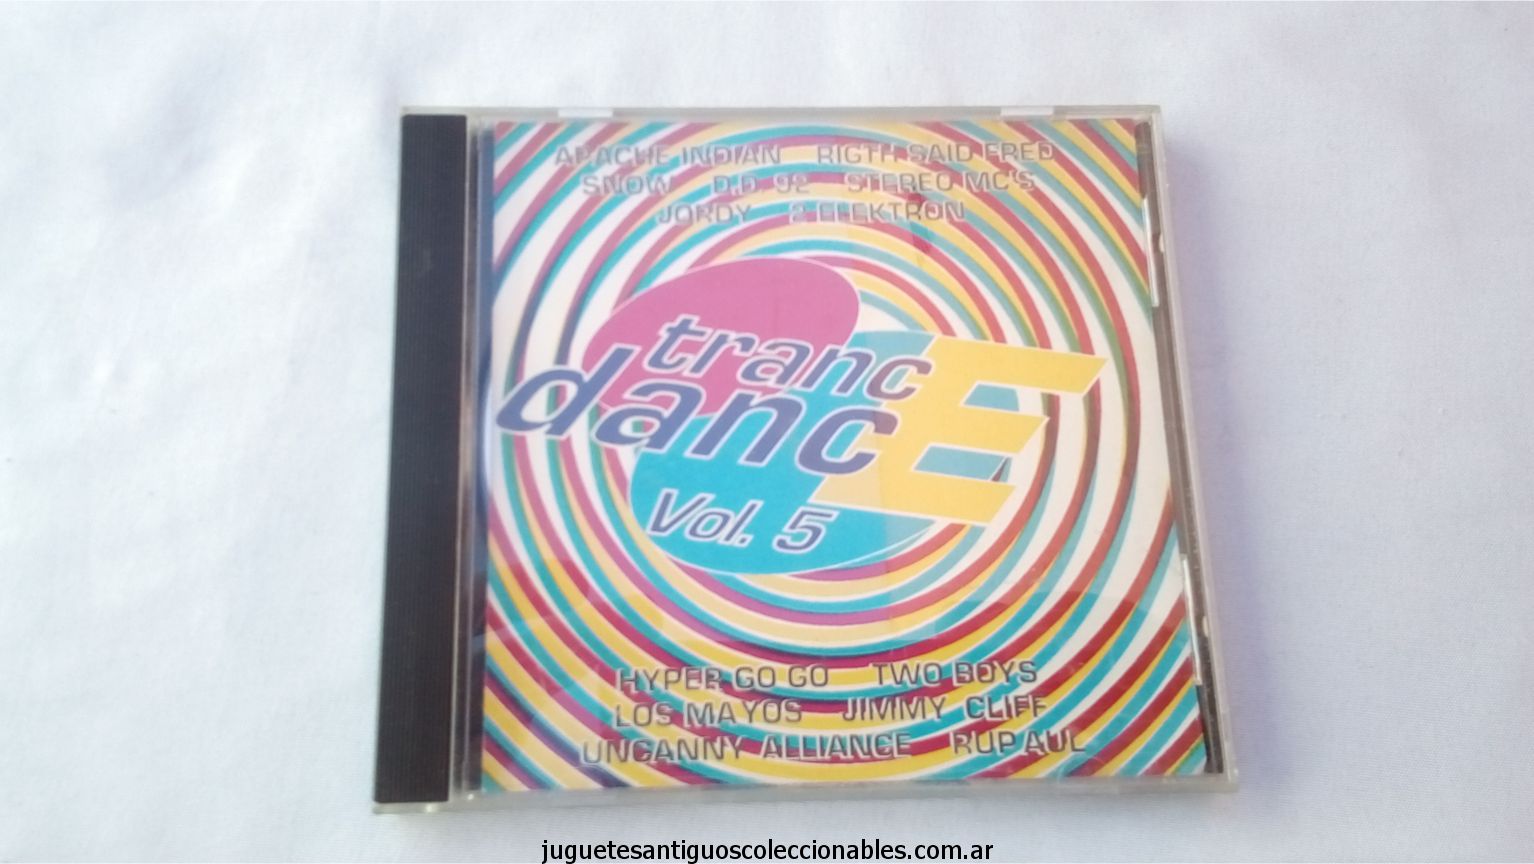 APACHE INDIAN RIGTH SAID FRED
SNOW D.D. 92 STEREO MC'S
JORDY 2 ELEKTRON
trancE
dancE
Vol. 5
HYPER GO GO TWO BOYS
LOS MAYOS JIMMY CLIFF
UNCANNY ALLIANCE RUPAUL
juguetesantiguoscoleccionables.com.ar